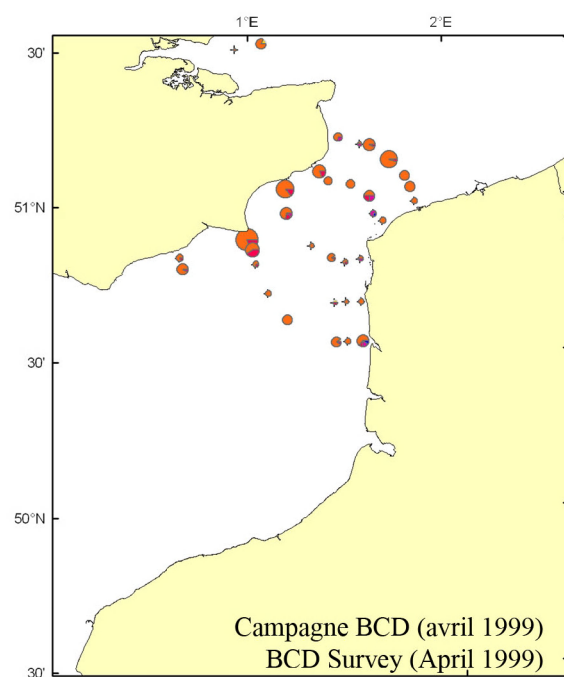 1°E 2°E
30'
51°
30'
50°N
30'
Campagne BCD (avril 1999)
BCD Survey (April 1999)